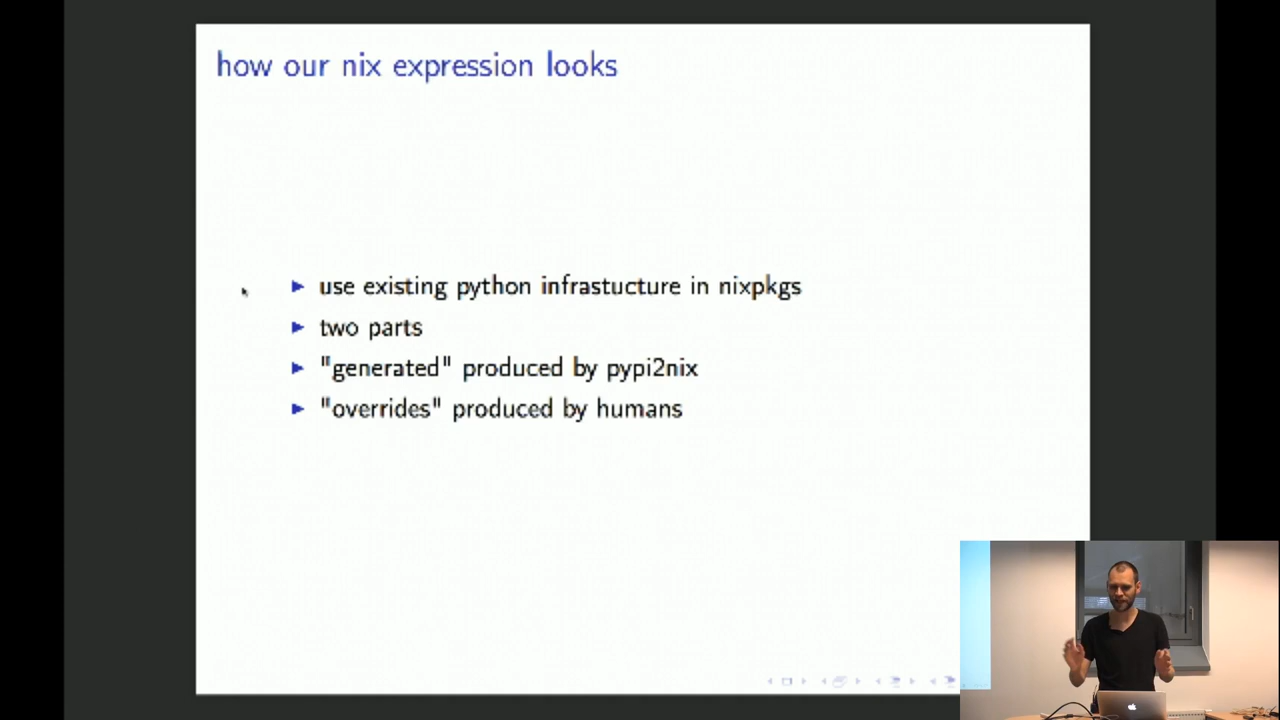 how our nix expression looks
use existing python infrastucture in nixpkgs
two parts
"generated" produced by pypi2nix
"overrides" produced by humans